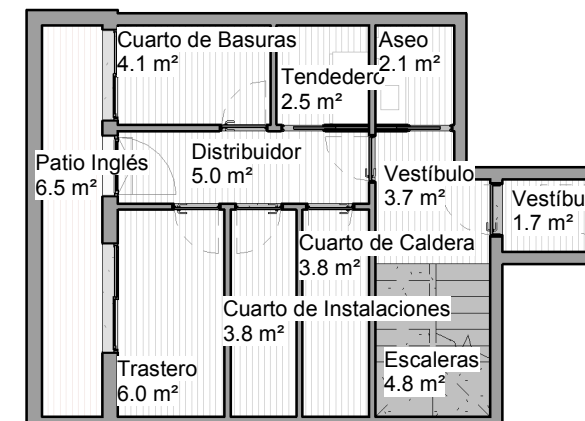 Cuarto de Basuras
4.1 m²
Aseo
2.1 m²
Tendedero
2.5 m²
Distribuidor
5.0 m²
Patio Inglés
6.5 m²
Vestíbulo
3.7 m²
Vestíbu
1.7 m²
Cuarto de Caldera
3.8 m²
Cuarto de Instalaciones
3.8 m²
Trastero
6.0 m²
Escaleras
4.8 m²